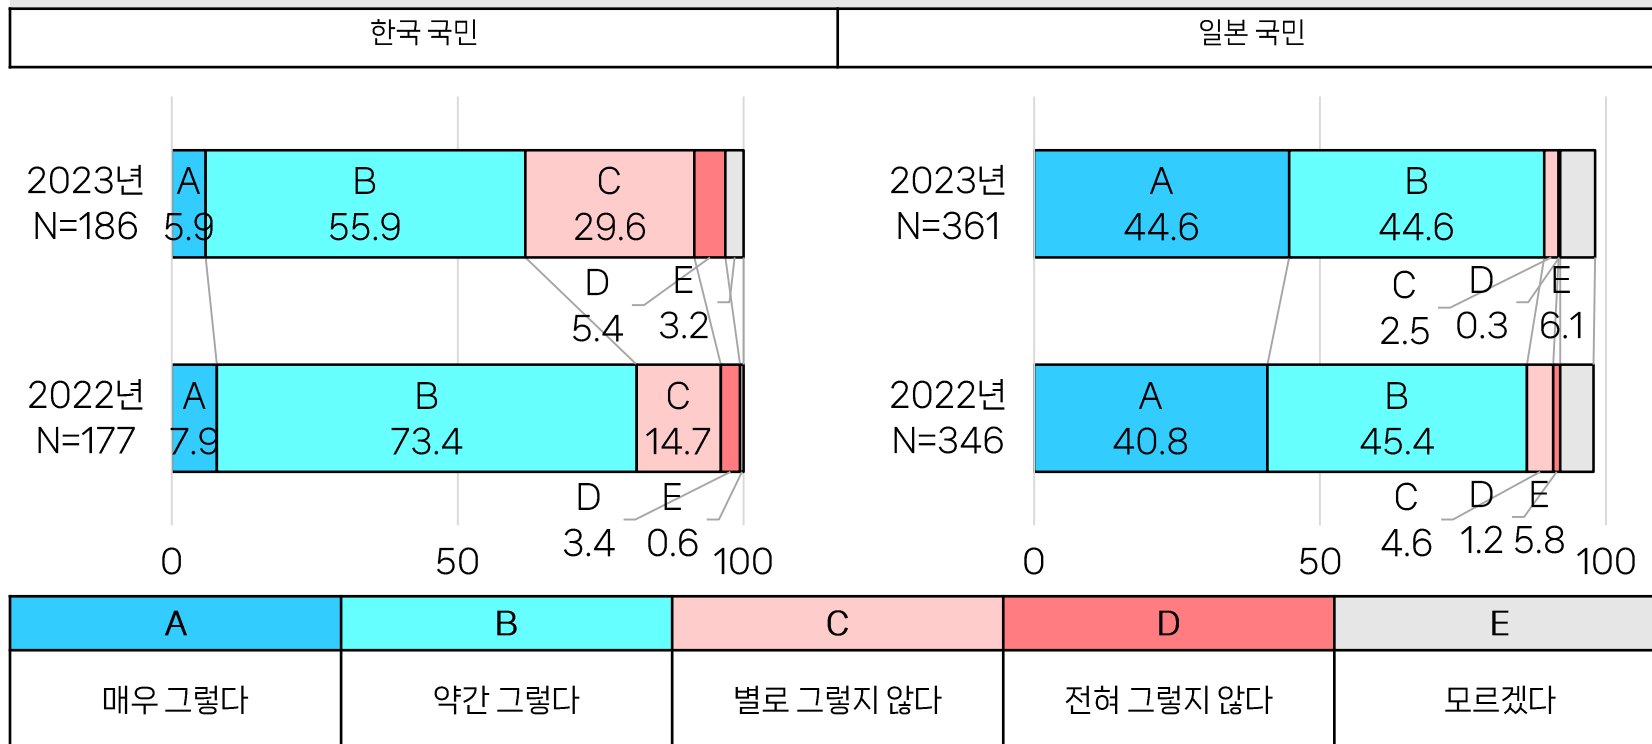 한국 국민 일본 국민
2023년 A B C 2023년 A B
N=186 5.9 55.9 29.6 N=361 44.6 44.6
D E C D E
5.4 3.2 2.5 0.3 6.1
2022년 A B C 2022년 A B
N=177 7.9 73.4 14.7 N=346 40.8 45.4
D E C D E
3.4 0.6 4.6 1.2 5.8
0 50 100 0 50 100
A B C D E
매우 그렇다 약간 그렇다 별로 그렇지 않다 전혀 그렇지 않다 모르겠다